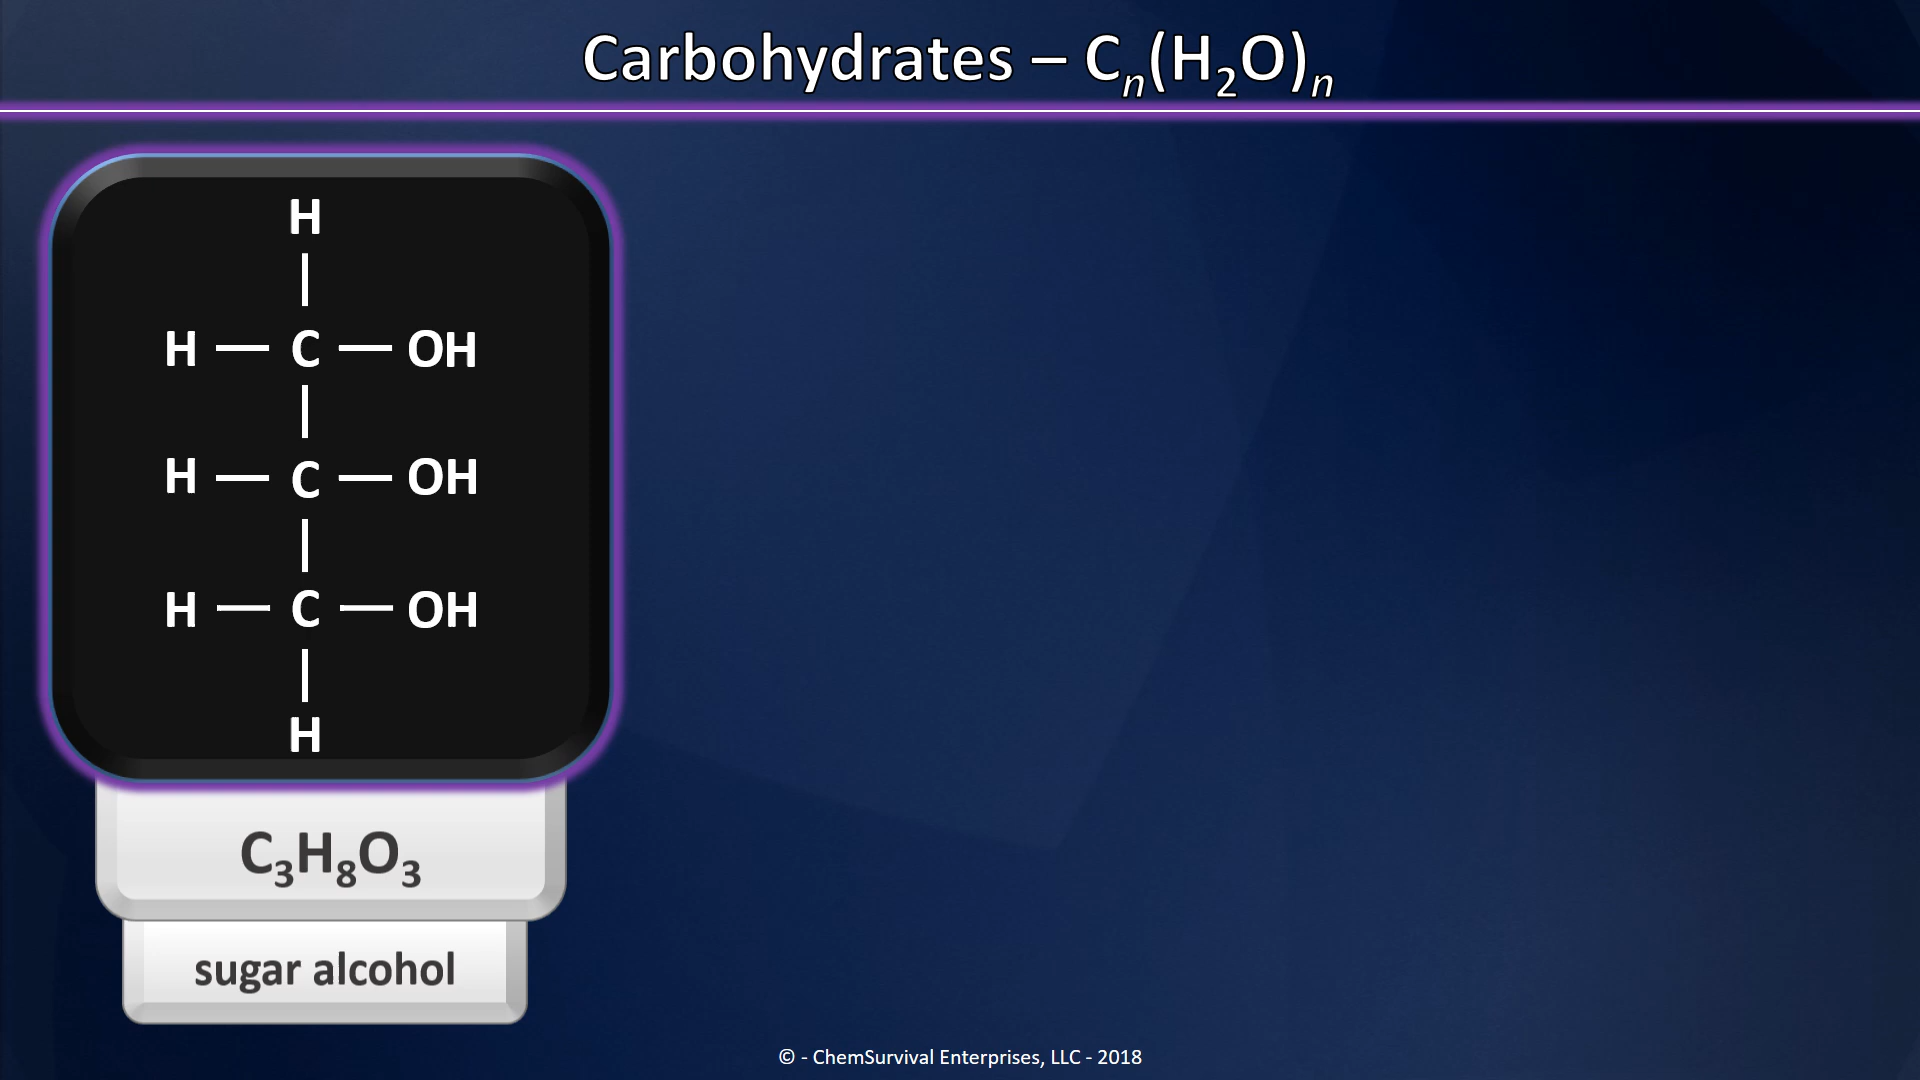 Carbohydrates – Cn(H2O)n
H
H — C — OH
H — C — OH
H — C — OH
H
C3H8O3
sugar alcohol
© - ChemSurvival Enterprises, LLC - 2018